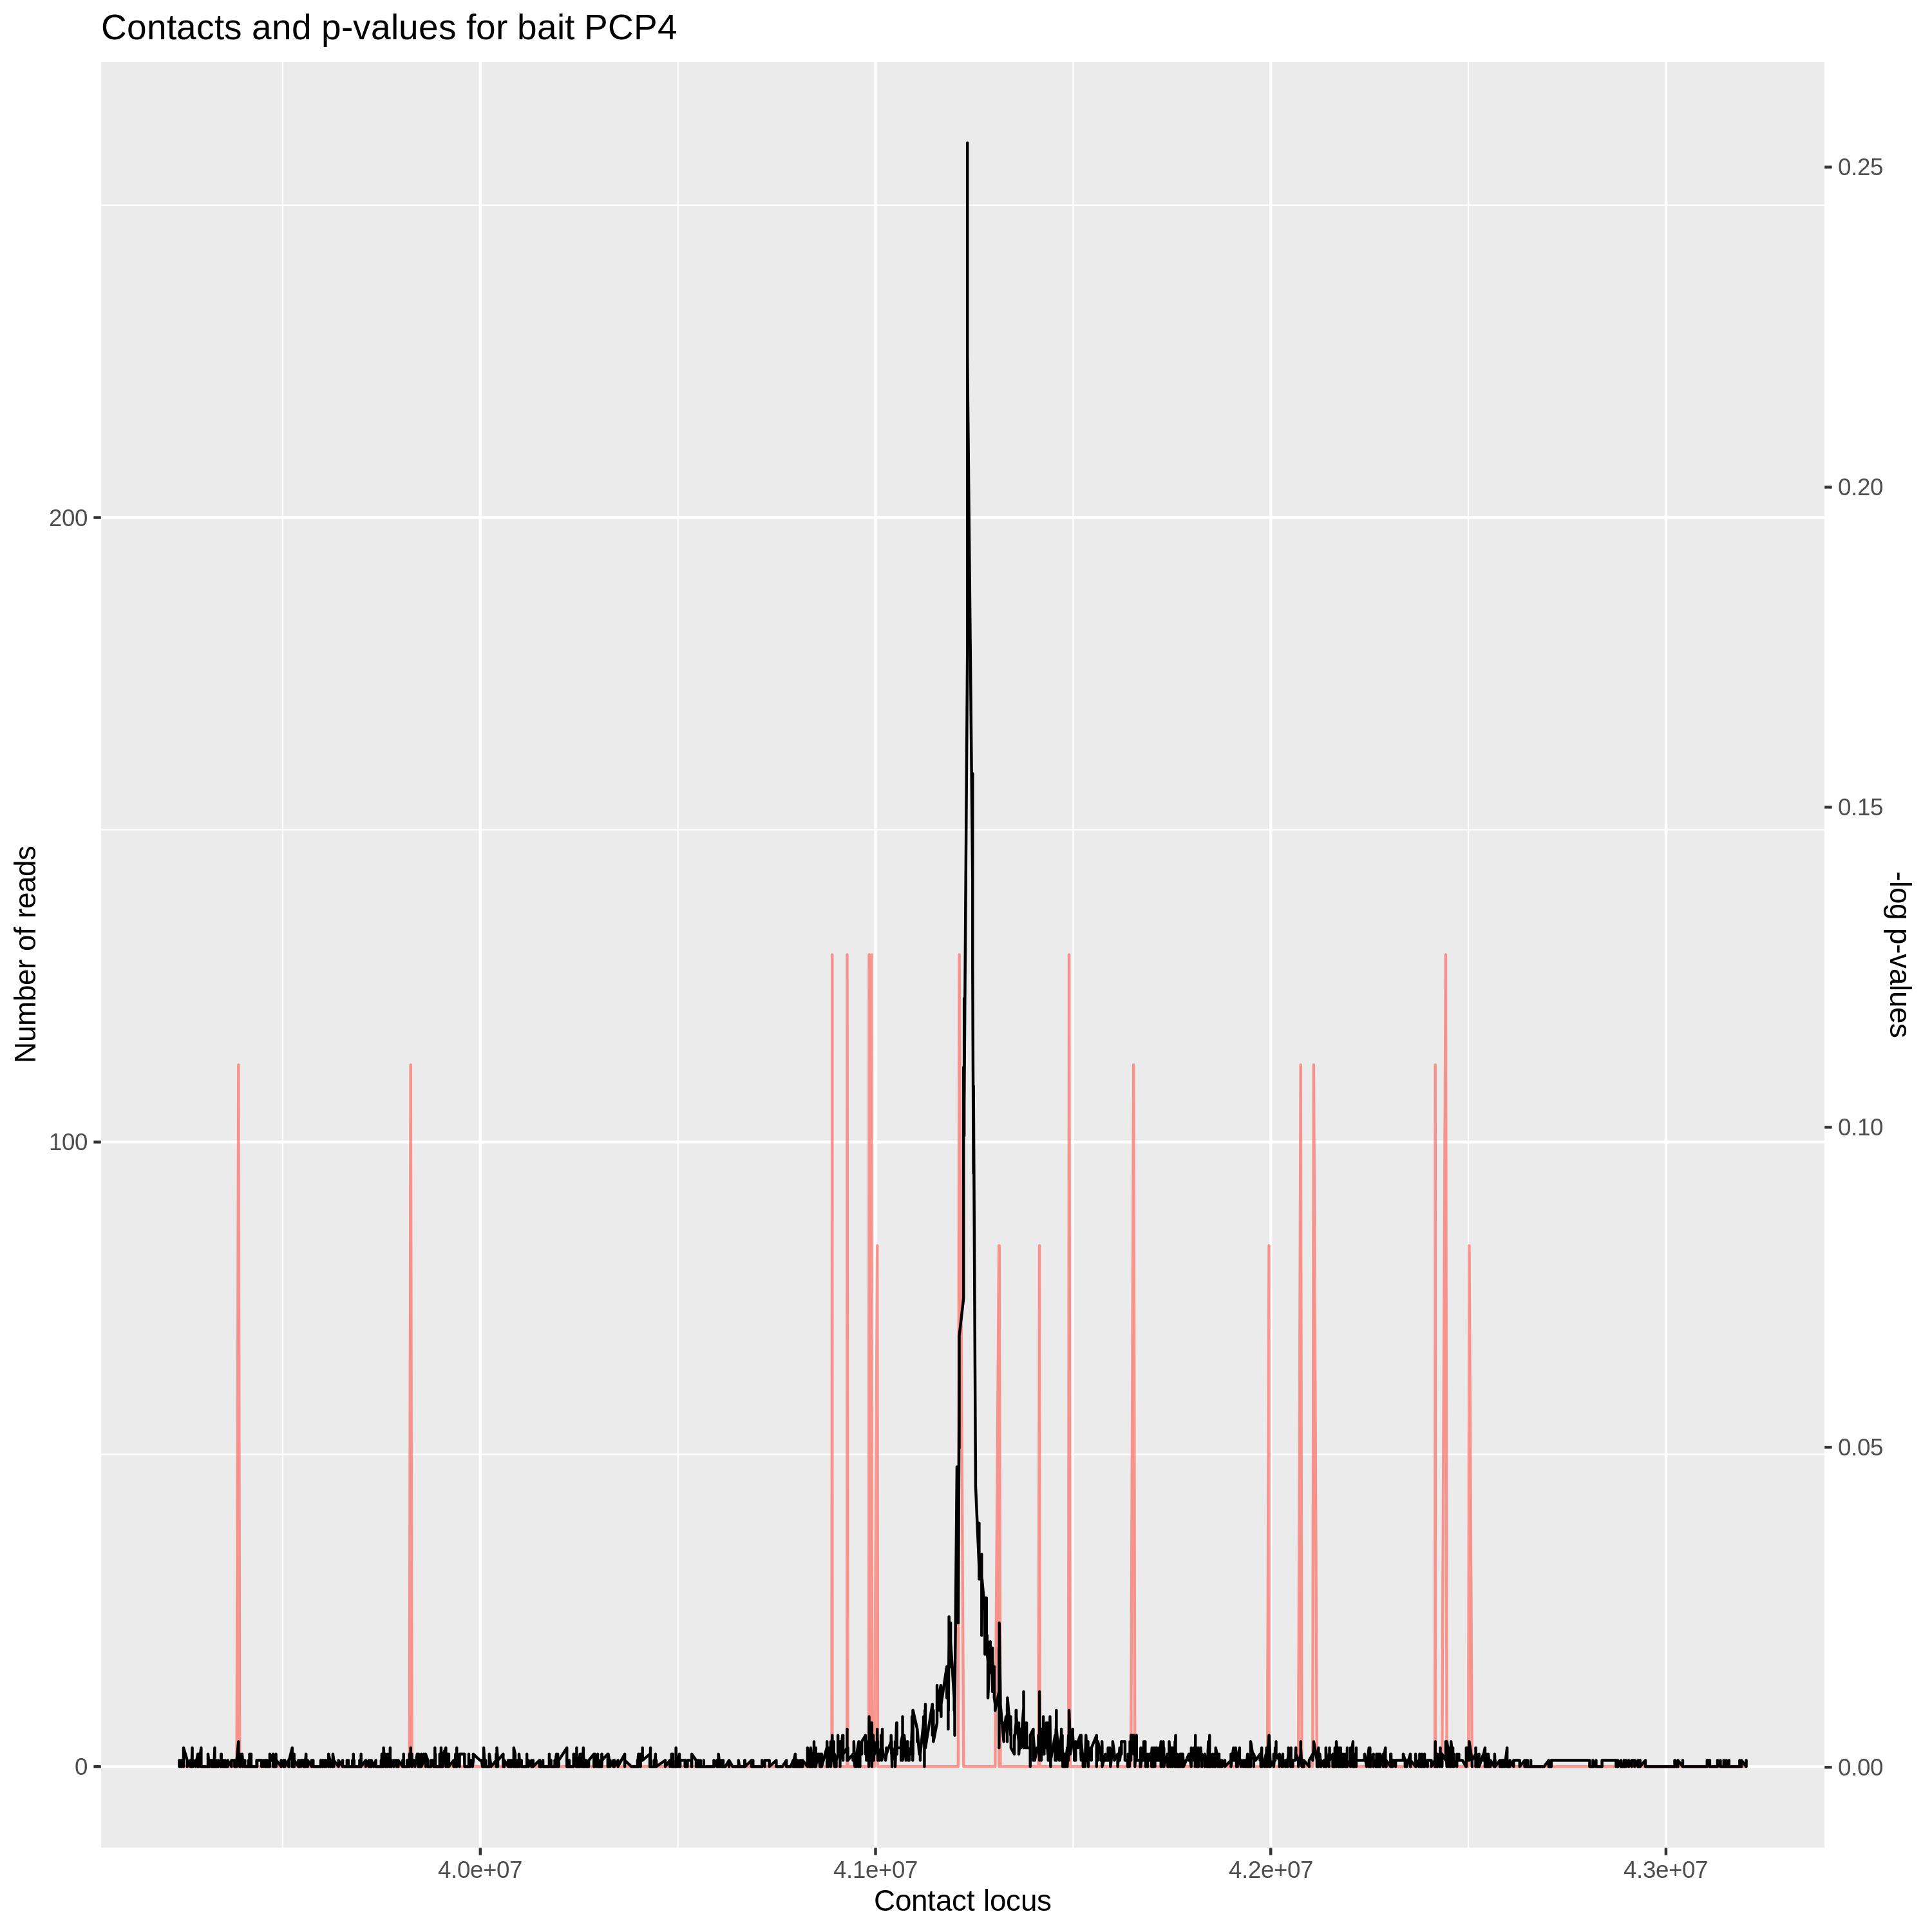 Contacts and p-values for bait PCP4
Number of reads
200
100
0
0.25
0.20
0.15
0.10
0.05
0.00
-log p-values
4.0e+07
4.1e+07
4.2e+07
4.3e+07
Contact locus